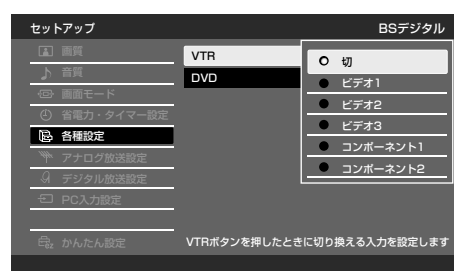 セットアップ
BSデジタル
画質
音質
画面モード
省電力・タイマー設定
各種設定
アナログ放送設定
デジタル放送設定
PC入力設定
かんたん設定
VTR
DVD
切
ビデオ1
ビデオ2
ビデオ3
コンポーネント1
コンポーネント2
VTRボタンを押したときに切り換える入力を設定します